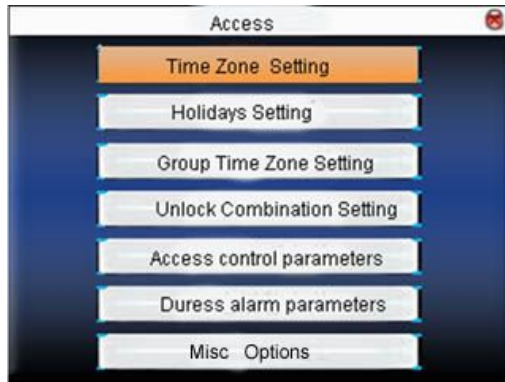 Access
Time Zone Setting
Holidays Setting
Group Time Zone Setting
Unlock Combination Setting
Access control parameters
Duress alarm parameters
Misc Options